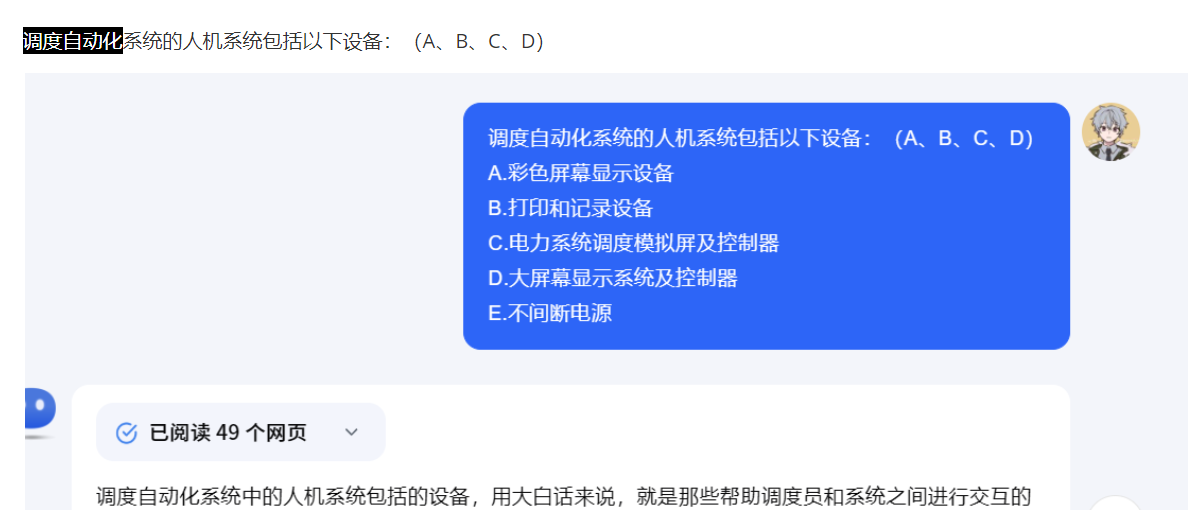 调度自动化系统的人机系统包括以下设备：（A、B、C、D）
调度自动化系统的人机系统包括以下设备：（A、B、C、D）
A.彩色屏幕显示设备
B.打印和记录设备
C.电力系统调度模拟屏及控制器
D.大屏幕显示系统及控制器
E.不间断电源
已阅读 49 个网页
调度自动化系统中的人机系统包括的设备，用大白话来说，就是那些帮助调度员和系统之间进行交互的